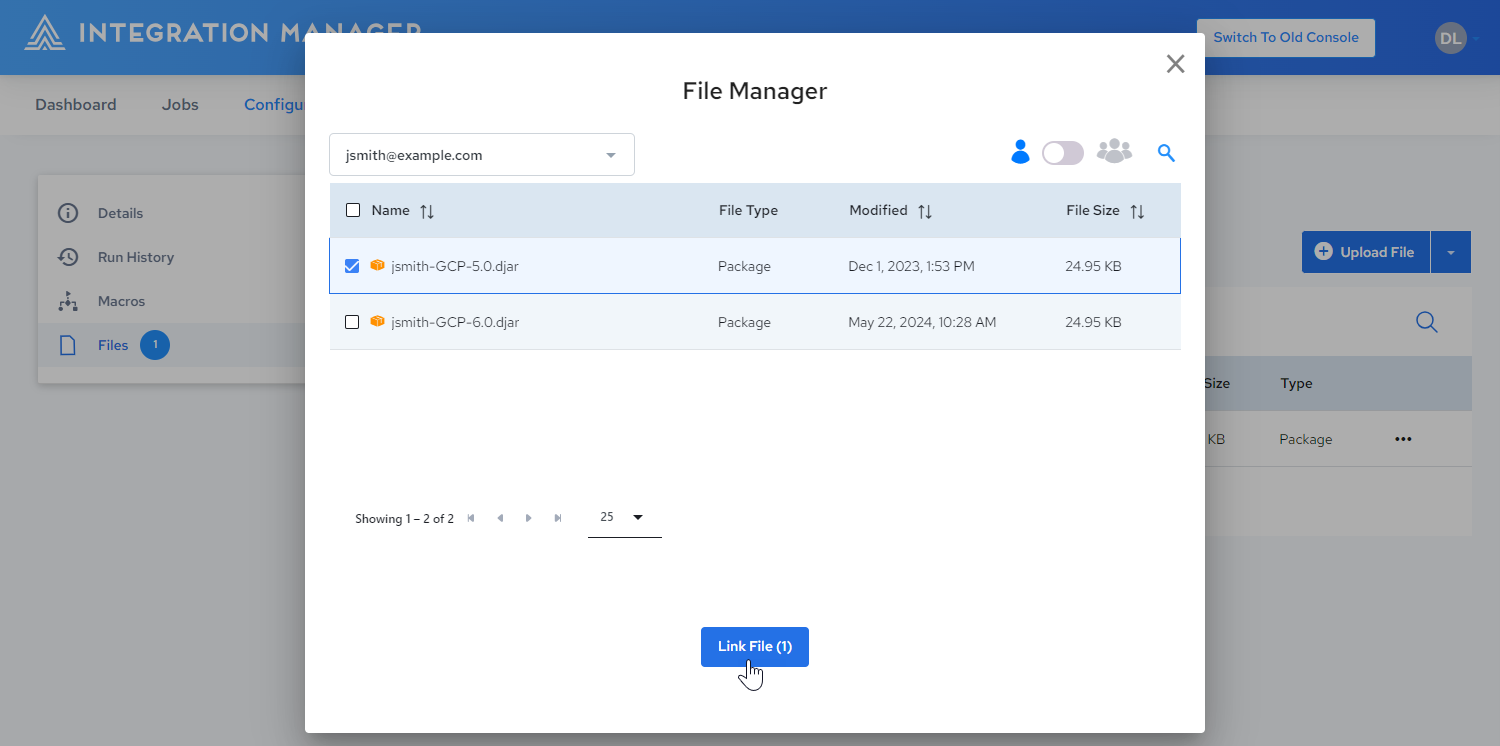 INTEGRATION MANAGER
Switch To Old Console
DL
Dashboard
Jobs
Configu
Details
Run History
Macros
Files
1
File Manager
jsmith@example.com
Name
File Type
Modified
File Size
jsmith-GCP-5.0.djar
Package
Dec 1, 2023, 1:53 PM
24.95 KB
jsmith-GCP-6.0.djar
Package
May 22, 2024, 10:28 AM
24.95 KB
Showing 1 – 2 of 2
25
Link File (1)
Upload File
Size
Type
KB
Package